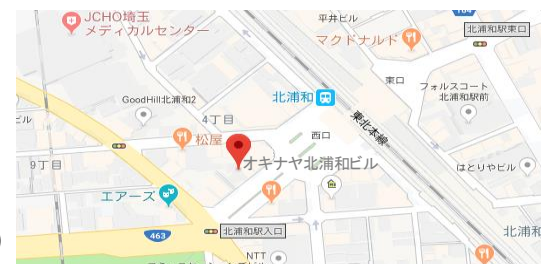 JCHO埼玉
メディカルセンター
平井ビル
マクドナルド
北浦和駅東口
東口
フォルスコート
北浦和駅前
北浦和
GoodHill北浦和2
4丁目
西口
東北本線
ビル
松屋
オキナヤ北浦和ビル
はとりやビル
9丁目
エアーズ
463
北浦和駅入口
北浦和
NTT